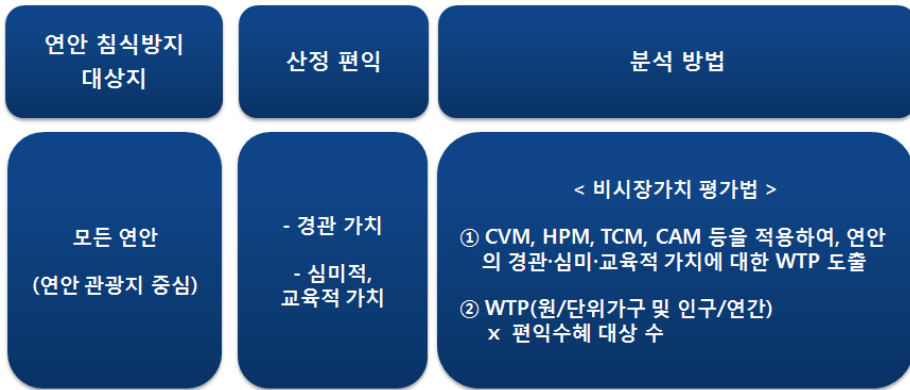 연안 침식방지
대상지
산정 편익
분석 방법
모든 연안
(연안 관광지 중심)
- 경관 가치
- 심미적,
교육적 가치
< 비시장가치 평가법 >
① CVM, HPM, TCM, CAM 등을 적용하여, 연안
의 경관·심미·교육적 가치에 대한 WTP 도출
② WTP(원/단위가구 및 인구/연간)
x 편익수혜 대상 수